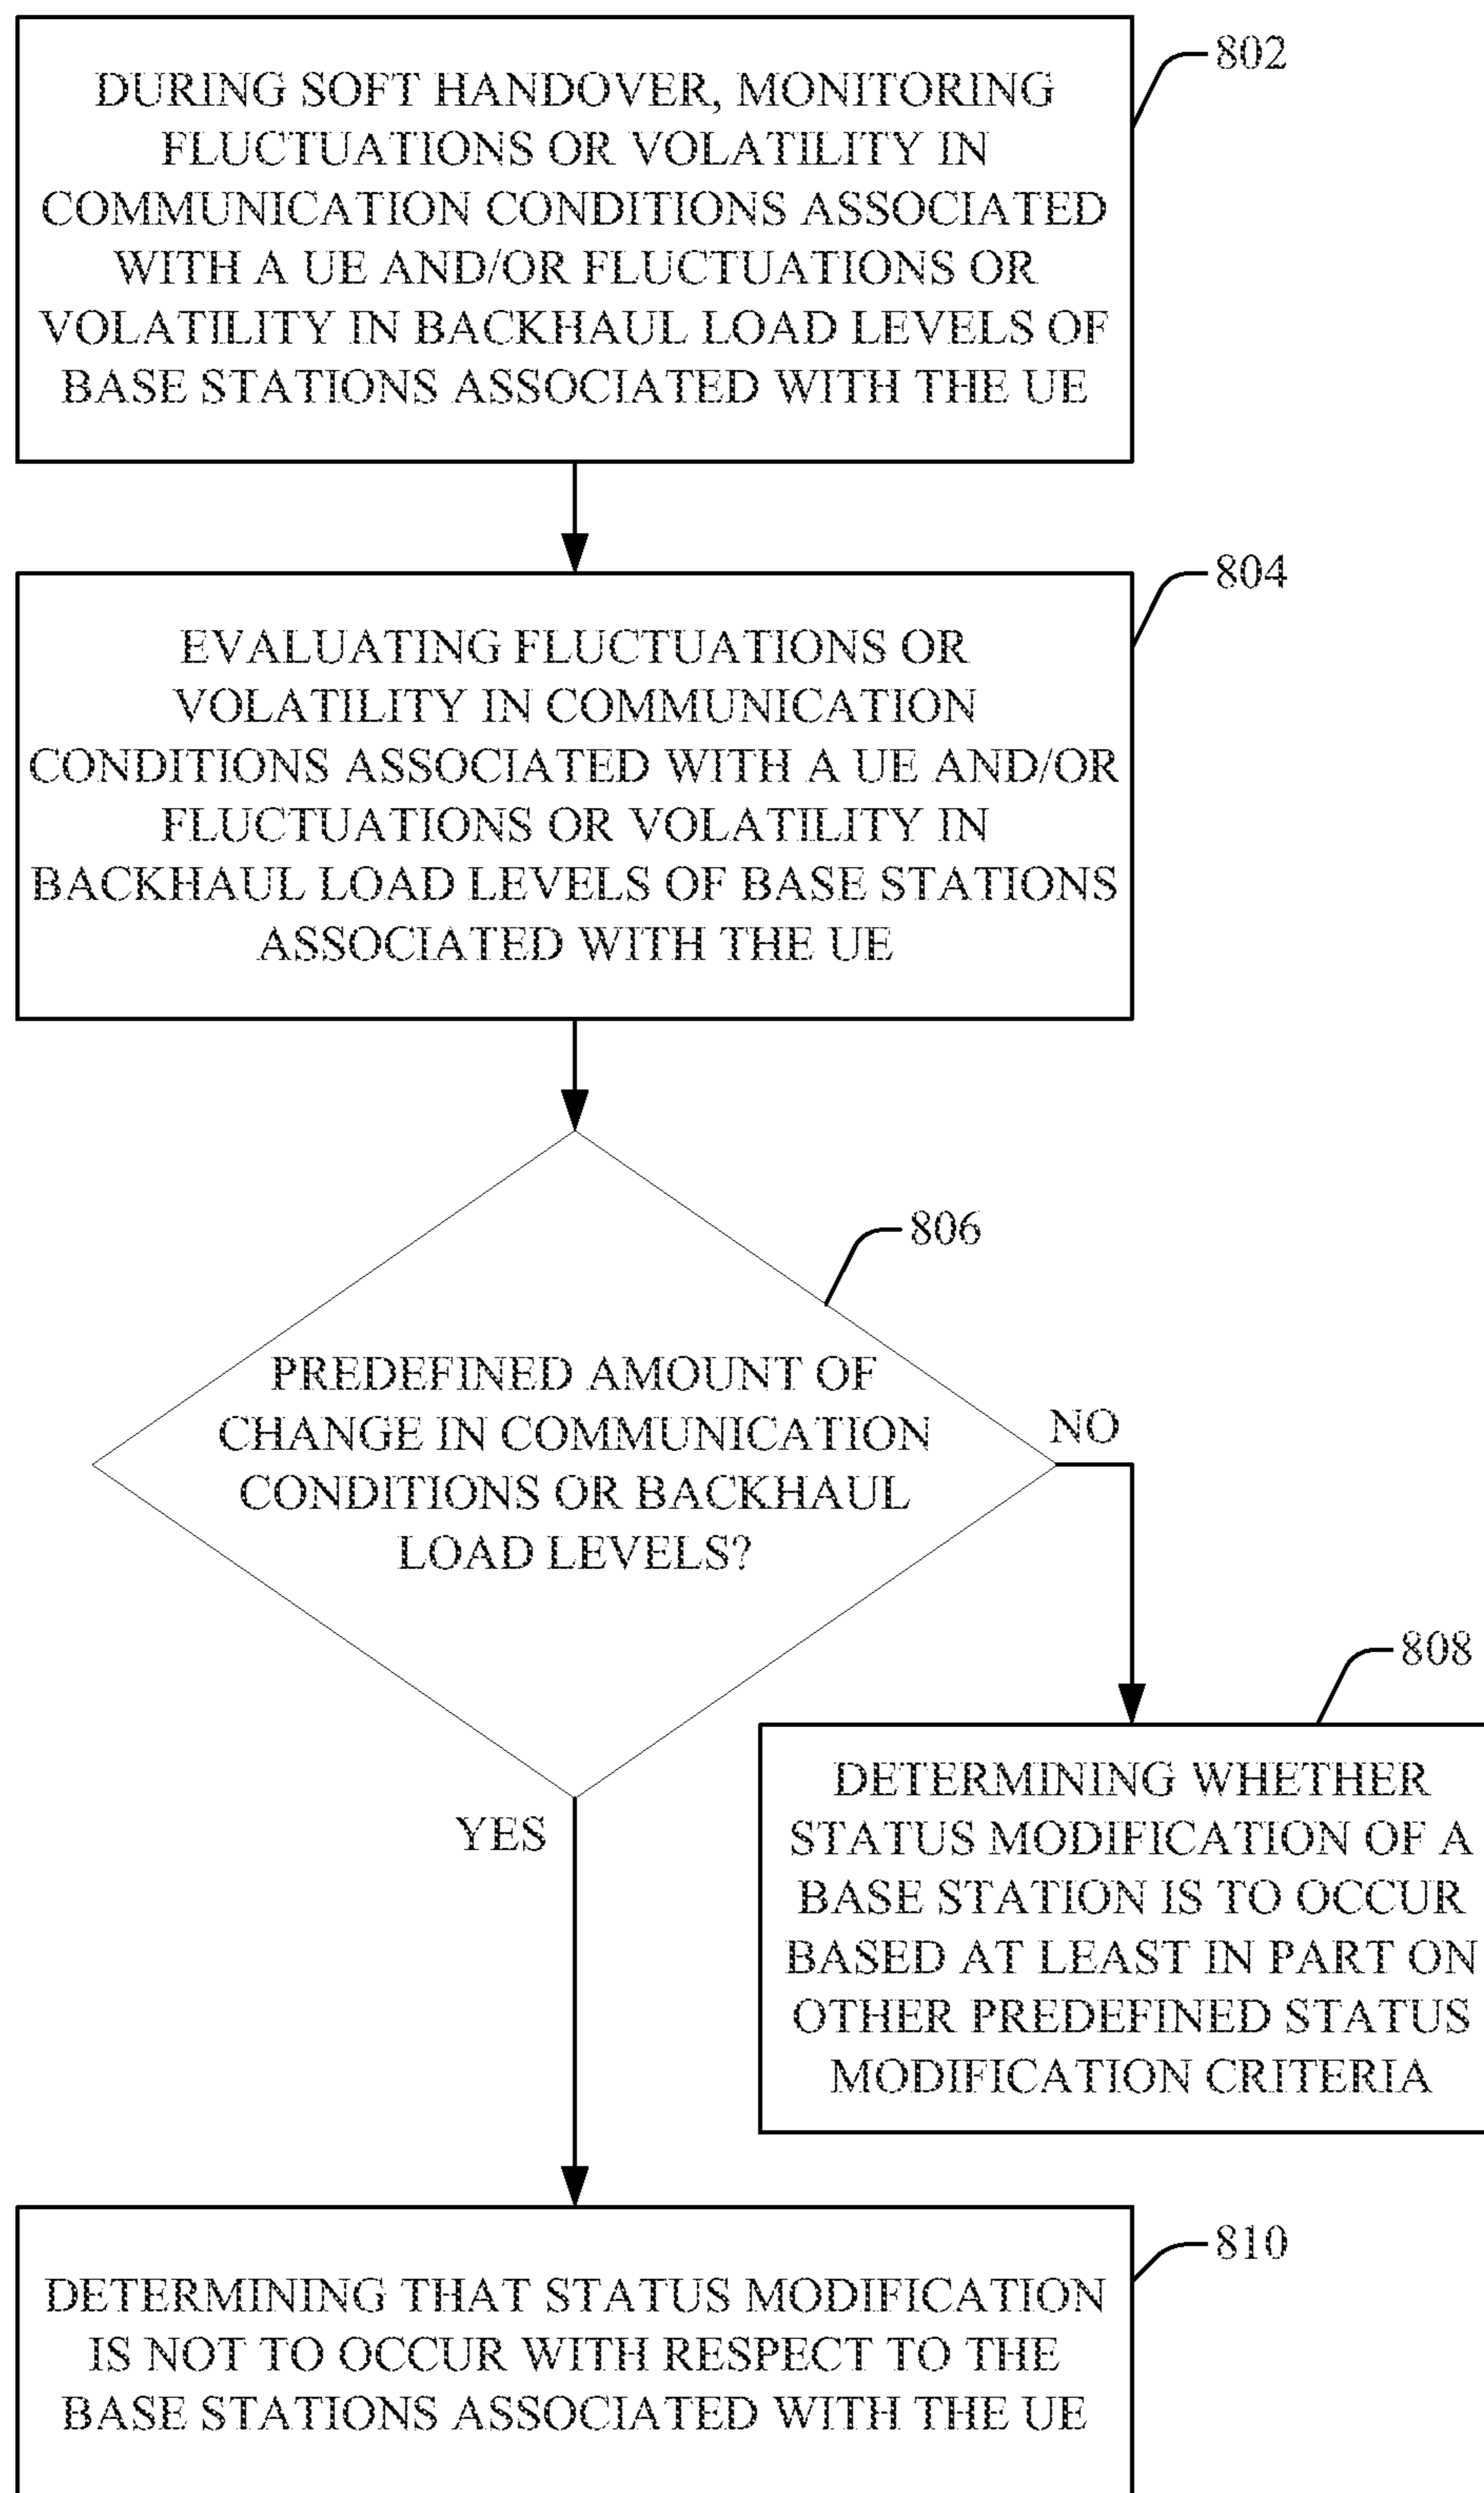 802
DURING SOFT HANDOVER, MONITORING
FLUCTUATIONS OR VOLATILITY IN
COMMUNICATION CONDITIONS ASSOCIATED
WITH A UE AND/OR FLUCTUATIONS OR
VOLATILITY IN BACKHAUL LOAD LEVELS OF
BASE STATIONS ASSOCIATED WITH THE UE
804
EVALUATING FLUCTUATIONS OR
VOLATILITY IN COMMUNICATION
CONDITIONS ASSOCIATED WITH A UE AND/OR
FLUCTUATIONS OR VOLATILITY IN
BACKHAUL LOAD LEVELS OF BASE STATIONS
ASSOCIATED WITH THE UE
806
PREDEFINED AMOUNT OF
CHANGE IN COMMUNICATION
CONDITIONS OR BACKHAUL
LOAD LEVELS?
NO
808
DETERMINING WHETHER
STATUS MODIFICATION OF A
BASE STATION IS TO OCCUR
BASED AT LEAST IN PART ON
OTHER PREDEFINED STATUS
MODIFICATION CRITERIA
YES
810
DETERMINING THAT STATUS MODIFICATION
IS NOT TO OCCUR WITH RESPECT TO THE
BASE STATIONS ASSOCIATED WITH THE UE